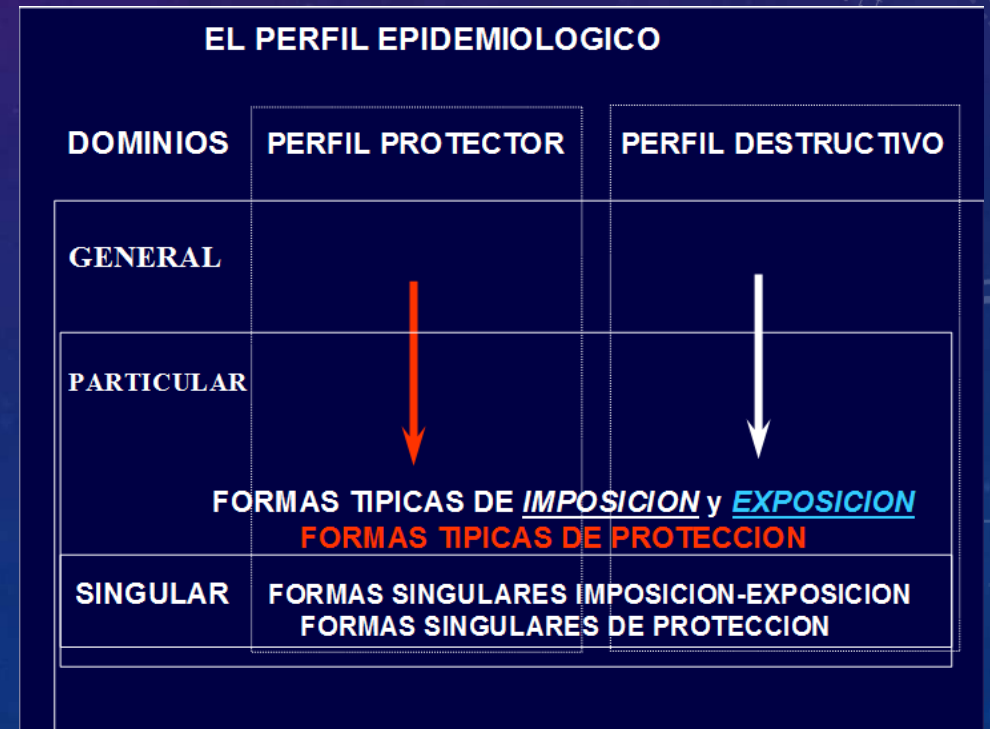 EL PERFIL EPIDEMIOLOGICO
DOMINIOS PERFIL PROTECTOR PERFIL DESTRUCTIVO
GENERAL
PARTICULAR
FORMAS TIPICAS DE IMPOSICION y EXPOSICION
FORMAS TIPICAS DE PROTECCION
SINGULAR FORMAS SINGULARES IMPOSICION-EXPOSICION
FORMAS SINGULARES DE PROTECCION